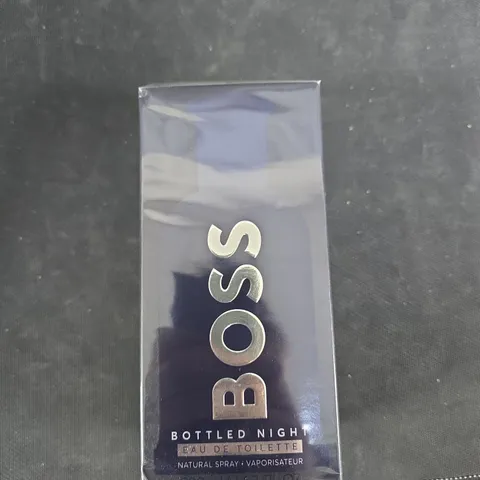 BOSS
BOTTLED NIGHT
EAU DE TOILETTE
NATURAL SPRAY • VAPORISATEUR